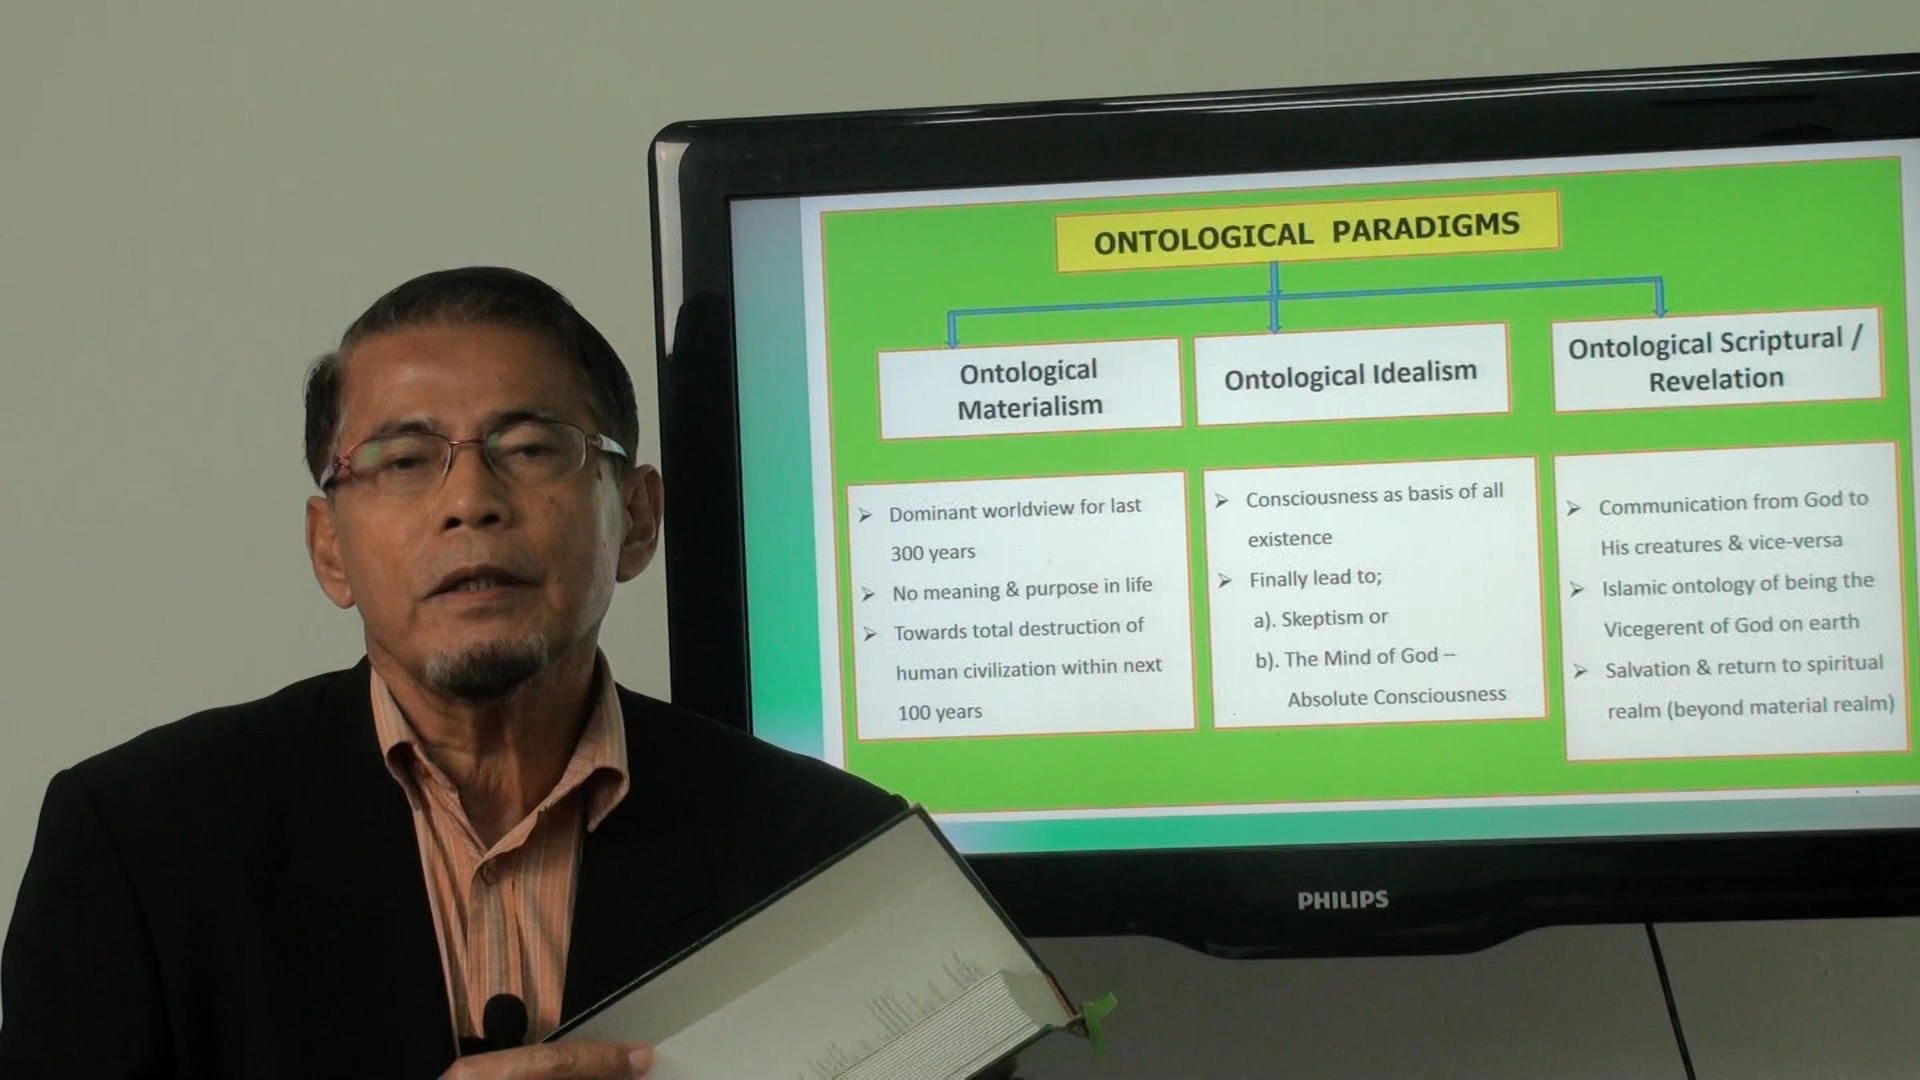 ONTOLOGICAL PARADIGMS
Ontological
Materialism
Ontological Idealism
Ontological Scriptural /
Revelation
➢ Dominant worldview for last
300 years
➢ No meaning & purpose in life
➢ Towards total destruction of
human civilization within next
100 years
➢ Consciousness as basis of all
existence
➢ Finally lead to;
a). Skeptism or
b). The Mind of God –
Absolute Consciousness
➢ Communication from God to
His creatures & vice-versa
➢ Islamic ontology of being the
Vicegerent of God on earth
➢ Salvation & return to spiritual
realm (beyond material realm)
PHILIPS